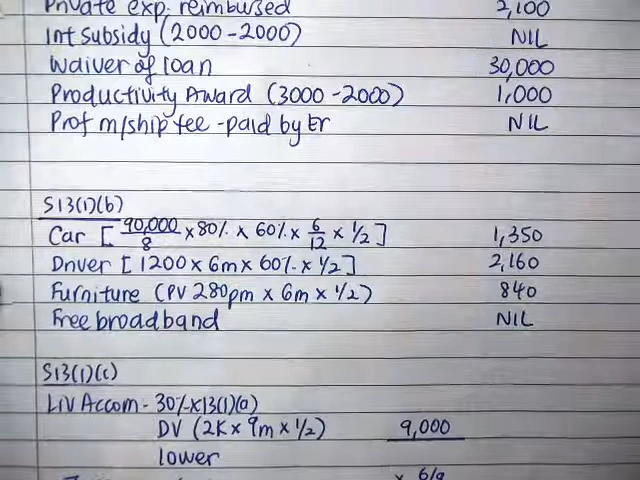 Private exp. reimbursed 2,100
Int subsidy (2000-2000) NIL
Waiver of loan 30,000
Productivity Award (3000-2000) 1,000
Prof m/ship fee - paid by Er NIL
S13(1)(b)
Car [ 90,000/8 x 80% x 60% x 6/12 x 1/2 ] 1,350
Driver [ 1200 x 6m x 60% x 1/2 ] 2,160
Furniture (PV 280pm x 6m x 1/2) 840
Free broadband NIL
S13(1)(c)
Liv Accom - 30% x 13(1)(a)
DV (2K x 9m x 1/2) 9,000
lower
x 6/9